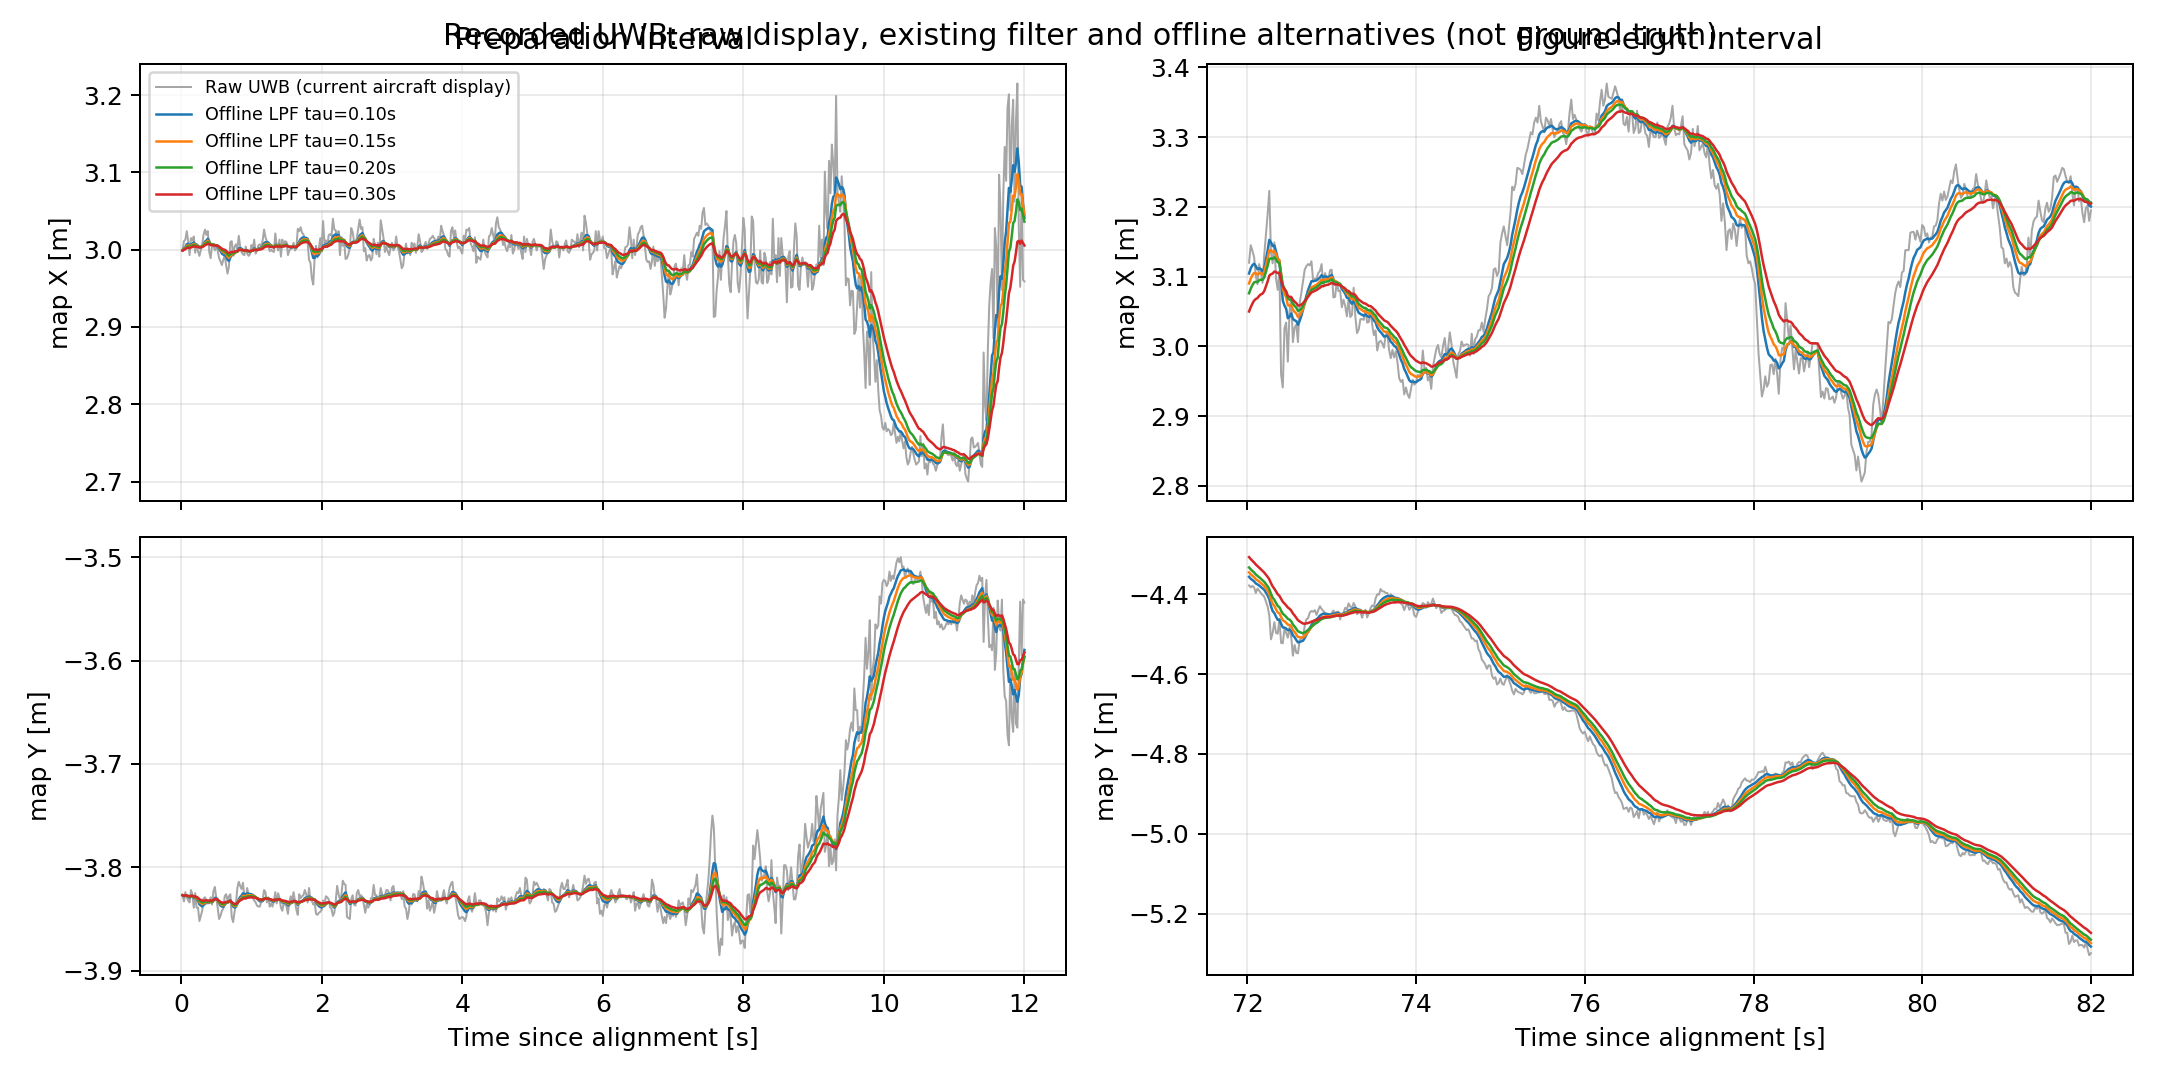 Recorded UWB: raw display, existing filter and offline alternatives (not ground truth)
Preparation interval
Figure-eight interval
Raw UWB (current aircraft display)
Offline LPF tau=0.10s
Offline LPF tau=0.15s
Offline LPF tau=0.20s
Offline LPF tau=0.30s
map X [m]
3.2
3.1
3.0
2.9
2.8
2.7
map X [m]
3.4
3.3
3.2
3.1
3.0
2.9
2.8
map Y [m]
−3.5
−3.6
−3.7
−3.8
−3.9
0 2 4 6 8 10 12
Time since alignment [s]
map Y [m]
−4.4
−4.6
−4.8
−5.0
−5.2
72 74 76 78 80 82
Time since alignment [s]